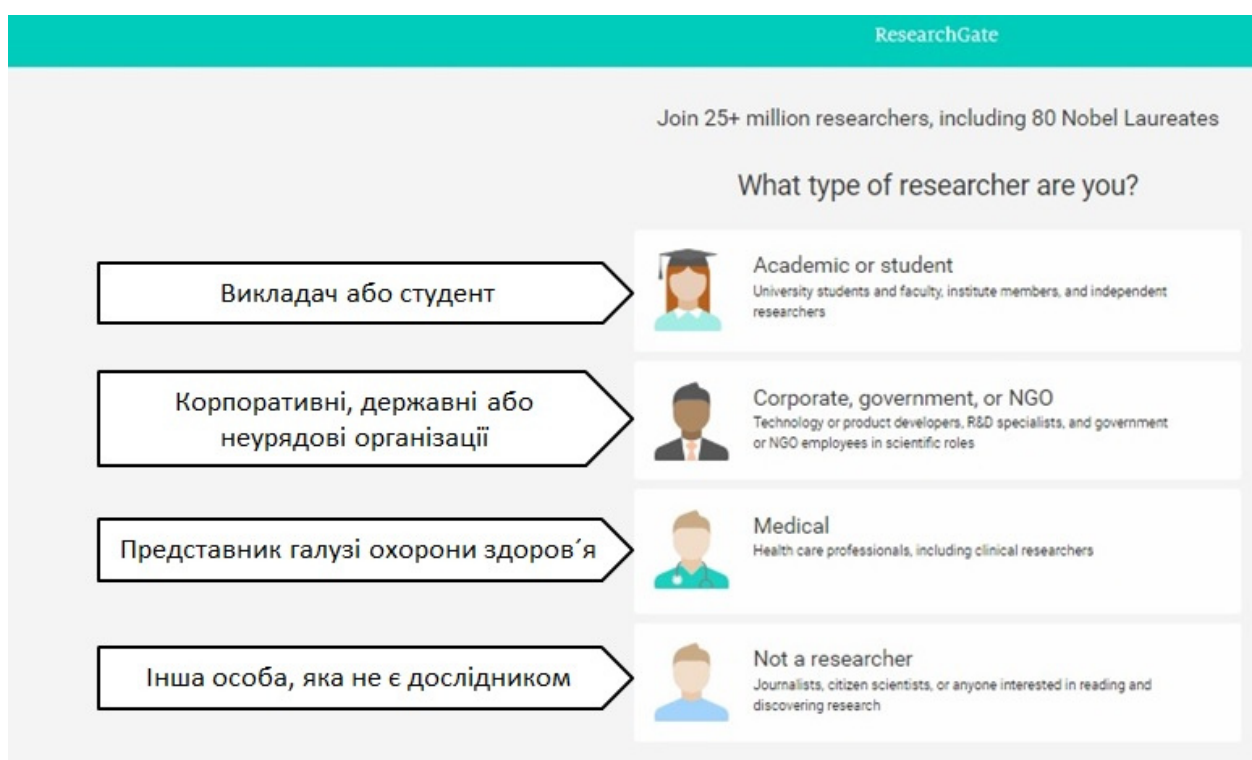 ResearchGate
Join 25+ million researchers, including 80 Nobel Laureates
What type of researcher are you?
Викладач або студент
Academic or student
University students and faculty, institute members, and independent
researchers
Корпоративні, державні або
неурядові організації
Corporate, government, or NGO
Technology or product developers, R&D specialists, and government
or NGO employees in scientific roles
Представник галузі охорони здоров´я
Medical
Health care professionals, including clinical researchers
Інша особа, яка не є дослідником
Not a researcher
Journalists, citizen scientists, or anyone interested in reading and
discovering research